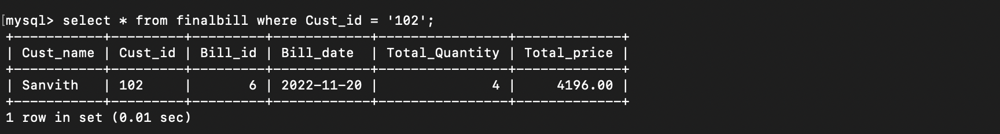 [mysql> select * from finalbill where Cust_id = '102';
+-----------+---------+---------+------------+----------------+-------------+
| Cust_name | Cust_id | Bill_id | Bill_date  | Total_Quantity | Total_price |
+-----------+---------+---------+------------+----------------+-------------+
| Sanvith   | 102     |       6 | 2022-11-20 |              4 |     4196.00 |
+-----------+---------+---------+------------+----------------+-------------+
1 row in set (0.01 sec)